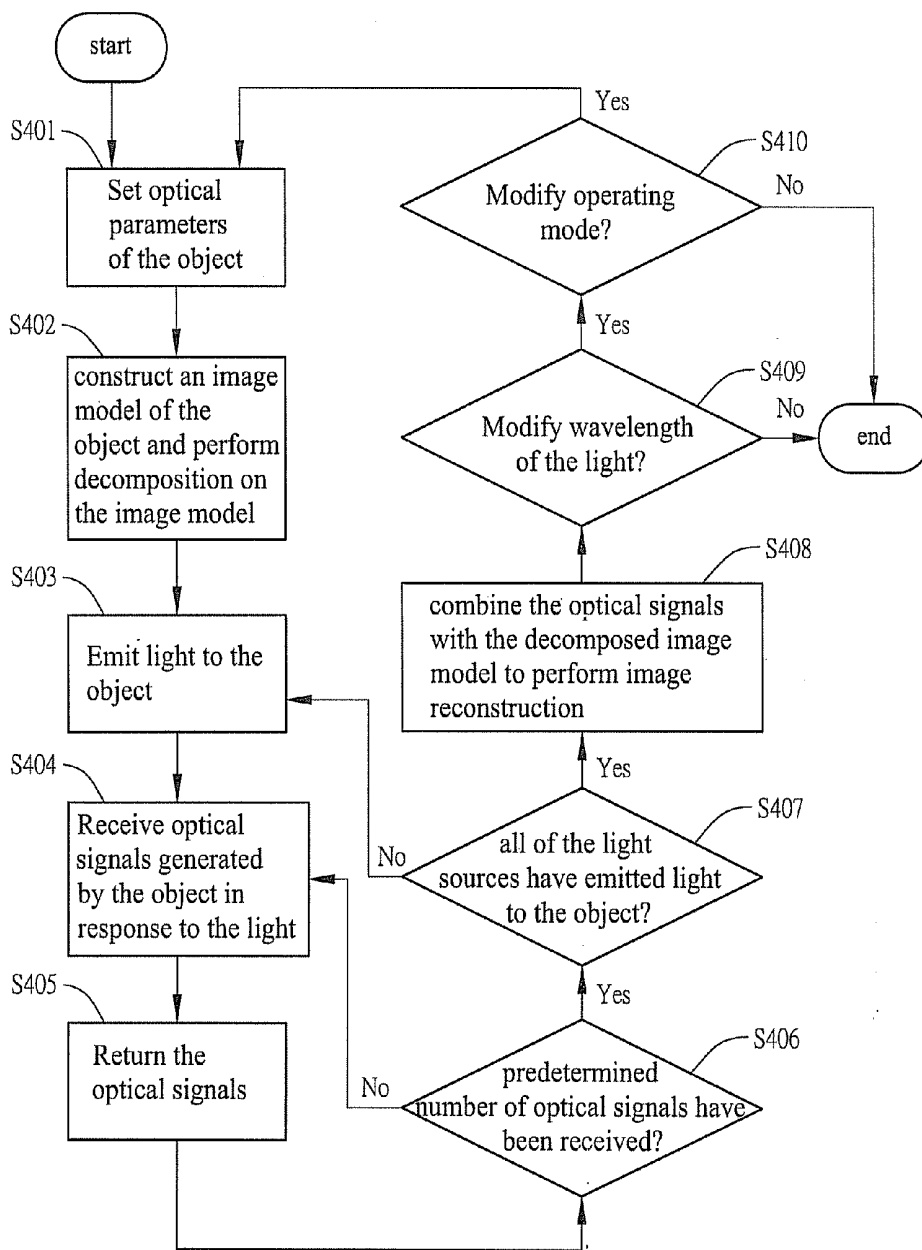 start
S401
Set optical
parameters
of the object
S402
construct an image
model of the
object and perform
decomposition on
the image model
S403
Emit light to the
object
S404
Receive optical
signals generated
by the object in
response to the light
S405
Return the
optical signals
predetermined
number of optical signals have
been received?
S406
No
Yes
all of the light
sources have emitted light
to the object?
S407
No
Yes
combine the optical signals
with the decomposed image
model to perform image
reconstruction
S408
Modify wavelength
of the light?
S409
No
Yes
Modify operating
mode?
S410
No
Yes
end